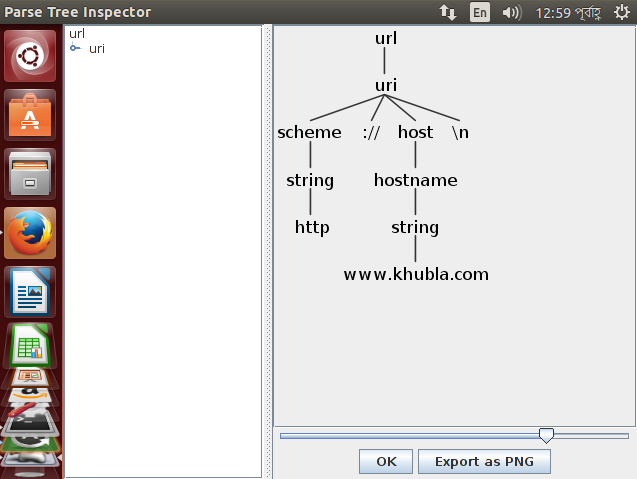 Parse Tree Inspector
En
12:59 পূর্বাহ্ণ
url
uri
url
uri
scheme :// host \n
string hostname
http string
www.khubla.com
OK Export as PNG